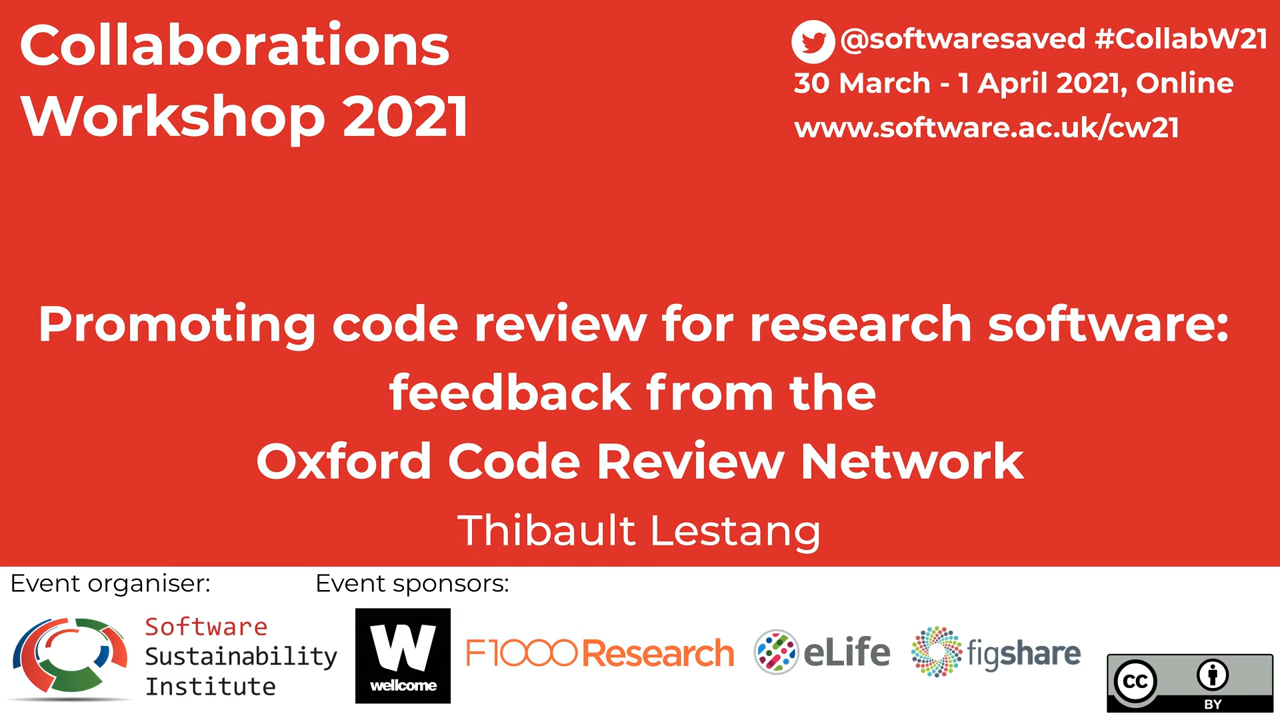 Collaborations
Workshop 2021
@softwaresaved #CollabW21
30 March - 1 April 2021, Online
www.software.ac.uk/cw21
Promoting code review for research software:
feedback from the
Oxford Code Review Network
Thibault Lestang
Event organiser:
Event sponsors:
Software
Sustainability
Institute
W
wellcome
F1000Research
eLife
figshare
cc
BY